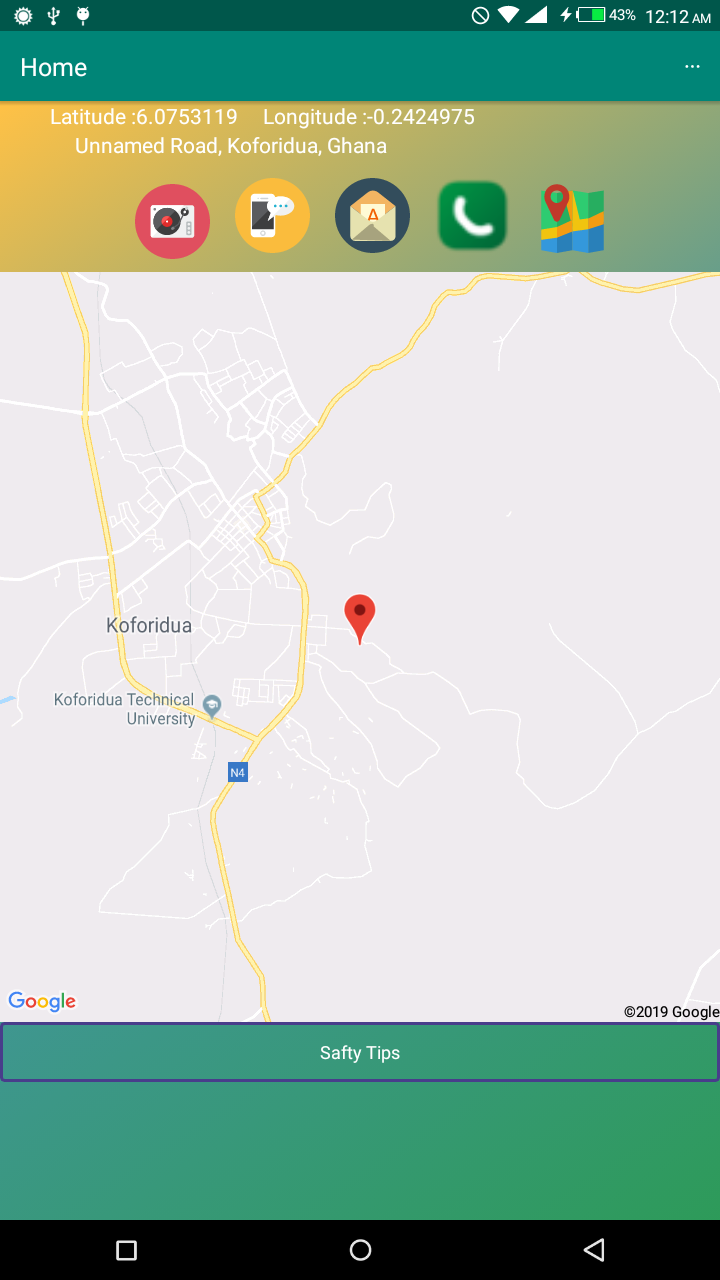 43% 12:12 AM
Home
Latitude :6.0753119 Longitude :-0.2424975
Unnamed Road, Koforidua, Ghana
Koforidua
Koforidua Technical
University
N4
Google
©2019 Google
Safty Tips